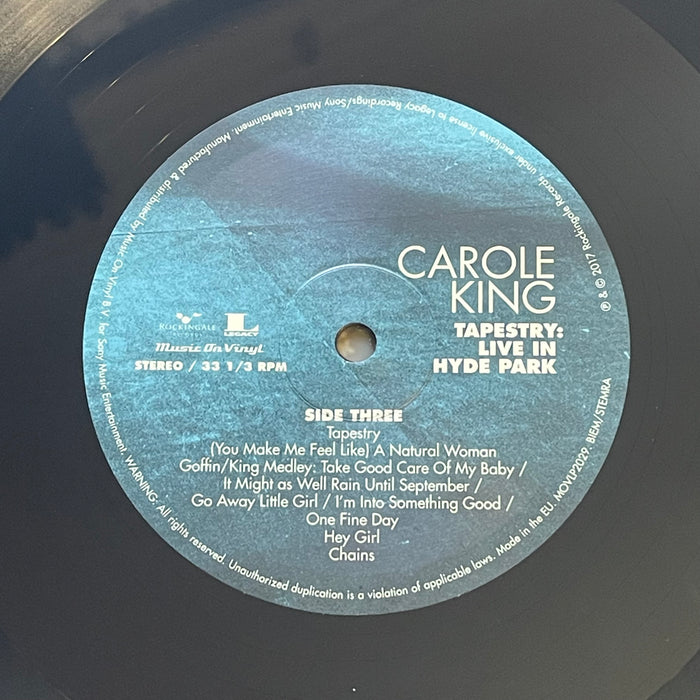 CAROLE
KING
TAPESTRY:
LIVE IN
HYDE PARK
ROCKINGALE
RECORDS
L
LEGACY
Music On Vinyl
STEREO / 33 1/3 RPM
SIDE THREE
Tapestry
(You Make Me Feel Like) A Natural Woman
Goffin/King Medley: Take Good Care Of My Baby /
It Might as Well Rain Until September /
Go Away Little Girl / I'm Into Something Good /
One Fine Day
Hey Girl
Chains
℗ & © 2017 Rockingale Records under exclusive license to Legacy Recordings/Sony Music Entertainment. Manufactured & distributed by Music On Vinyl B.V. for Sony Music Entertainment. WARNING: All rights reserved. Unauthorized duplication is a violation of applicable laws. Made in the EU. MOVLP2029. BIEM/STEMRA